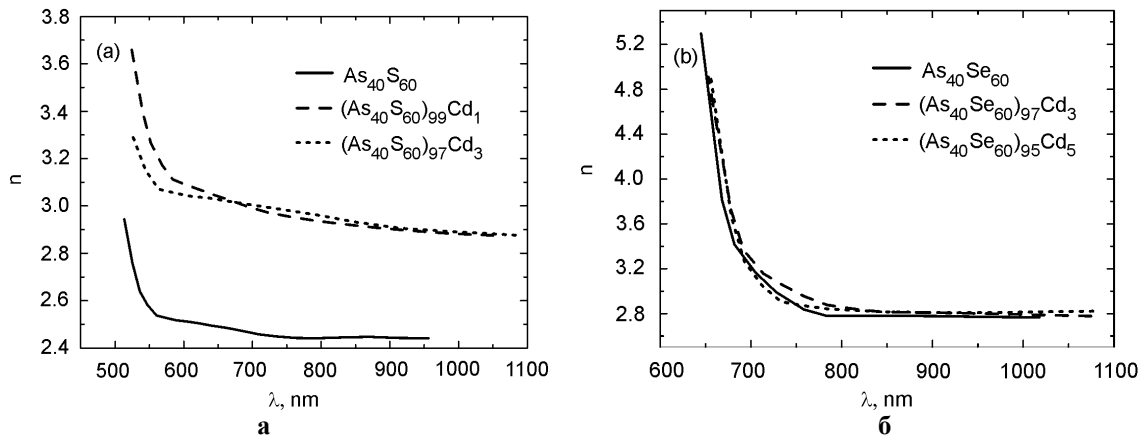 (a)
As40S60
(As40S60)99Cd1
(As40S60)97Cd3
n
3.8
3.6
3.4
3.2
3.0
2.8
2.6
2.4
500 600 700 800 900 1000 1100
λ, nm
а
(b)
As40Se60
(As40Se60)97Cd3
(As40Se60)95Cd5
n
5.2
4.8
4.4
4.0
3.6
3.2
2.8
600 700 800 900 1000 1100
λ, nm
б